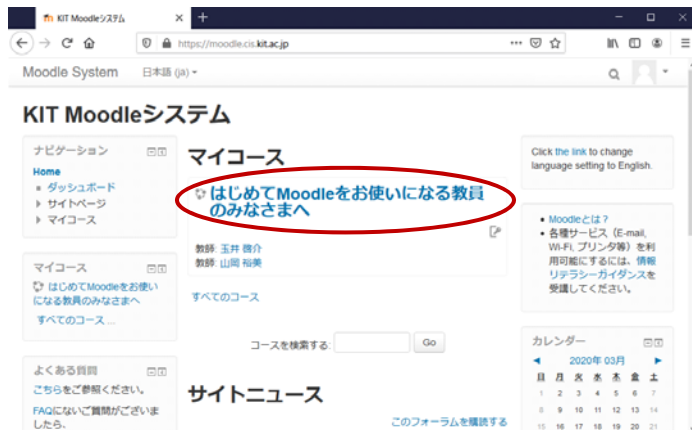 KIT Moodleシステム
https://moodle.cis.kit.ac.jp
Moodle System 日本語 (ja)
KIT Moodleシステム
ナビゲーション
Home
ダッシュボード
サイトページ
マイコース
マイコース
はじめてMoodleをお使い
になる教員のみなさまへ
すべてのコース ...
よくある質問
こちらをご参照ください。
FAQにないご質問がございま
したら、
マイコース
はじめてMoodleをお使いになる教員
のみなさまへ
教師: 玉井 啓介
教師: 山岡 裕美
すべてのコース
コースを検索する: Go
サイトニュース
このフォーラムを購読する
Click the link to change
language setting to English.
Moodleとは?
各種サービス（E-mail,
Wi-Fi, プリンタ等）を利
用可能にするには、情報
リテラシーガイダンスを
受講してください。
カレンダー
◄ 2020年 03月 ►
日 月 火 水 木 金 土
1 2 3 4 5 6 7
8 9 10 11 12 13 14
15 16 17 18 19 20 21